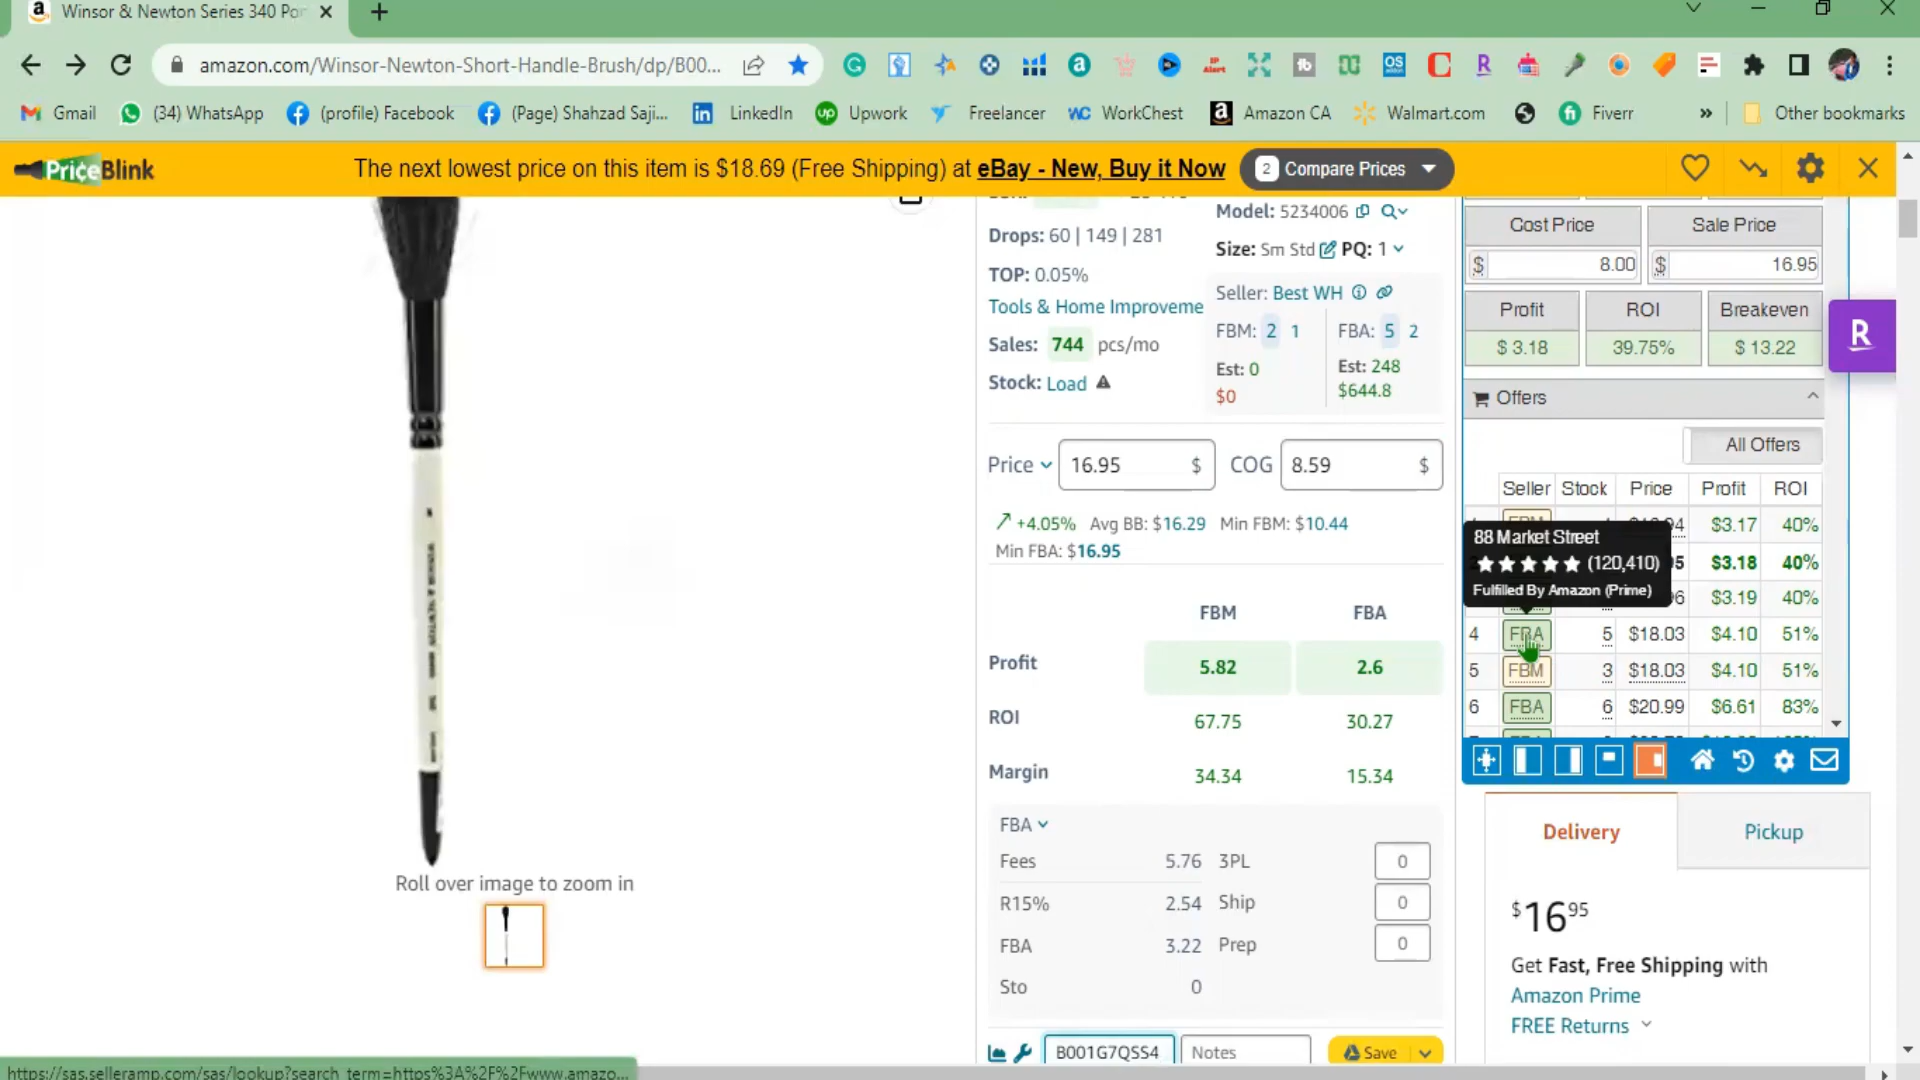 Winsor & Newton Series 340 Po
amazon.com/Winsor-Newton-Short-Handle-Brush/dp/B00...
Gmail
(34) WhatsApp
(profile) Facebook
(Page) Shahzad Saji...
LinkedIn
Upwork
Freelancer
WorkChest
Amazon CA
Walmart.com
Fiverr
»
Other bookmarks
PriceBlink
The next lowest price on this item is $18.69 (Free Shipping) at eBay - New, Buy it Now
2 Compare Prices
Roll over image to zoom in
Drops: 60 | 149 | 281
TOP: 0.05%
Tools & Home Improveme
Sales: 744 pcs/mo
Stock: Load
Model: 5234006
Size: Sm Std PQ: 1
Seller: Best WH
FBM: 2 1 FBA: 5 2
Est: 0 Est: 248
$0 $644.8
Price 16.95 $ COG 8.59 $
+4.05% Avg BB: $16.29 Min FBM: $10.44
Min FBA: $16.95
FBM FBA
Profit 5.82 2.6
ROI 67.75 30.27
Margin 34.34 15.34
FBA
Fees 5.76 3PL 0
R15% 2.54 Ship 0
FBA 3.22 Prep 0
Sto 0
B001G7QSS4 Notes Save
Cost Price Sale Price
$ 8.00 $ 16.95
Profit ROI Breakeven
$ 3.18 39.75% $ 13.22
R
Offers
All Offers
Seller Stock Price Profit ROI
$3.17 40%
$3.18 40%
$3.19 40%
88 Market Street
(120,410)
Fulfilled By Amazon (Prime)
4 FBA 5 $18.03 $4.10 51%
5 FBM 3 $18.03 $4.10 51%
6 FBA 6 $20.99 $6.61 83%
Delivery Pickup
$16 95
Get Fast, Free Shipping with
Amazon Prime
FREE Returns
https://sas.selleramp.com/sas/lookup?search_term=https%3A%2F%2Fwww.amazo...